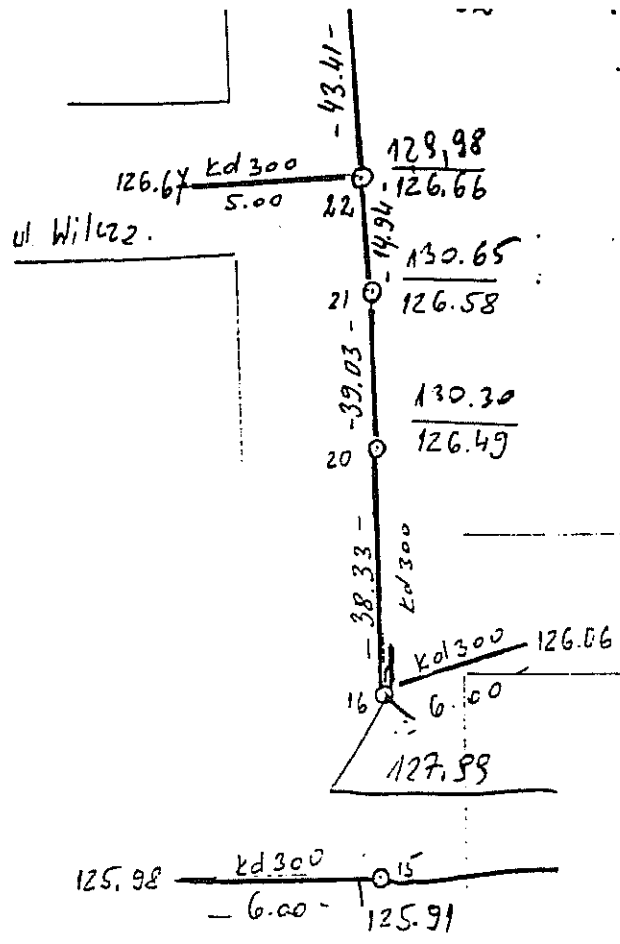 - 43.41 -
126.67 kd 300 129,98
5.00 22 126,66
ul Wilcza.
- 14.94 -
130.65
21 126.58
- 39.03 -
130.30
20 126.49
- 38.33 -
kd 300
kd 300 126.06
16 6.00
127,99
125,98 kd.300 15
- 6.00 - 125.91